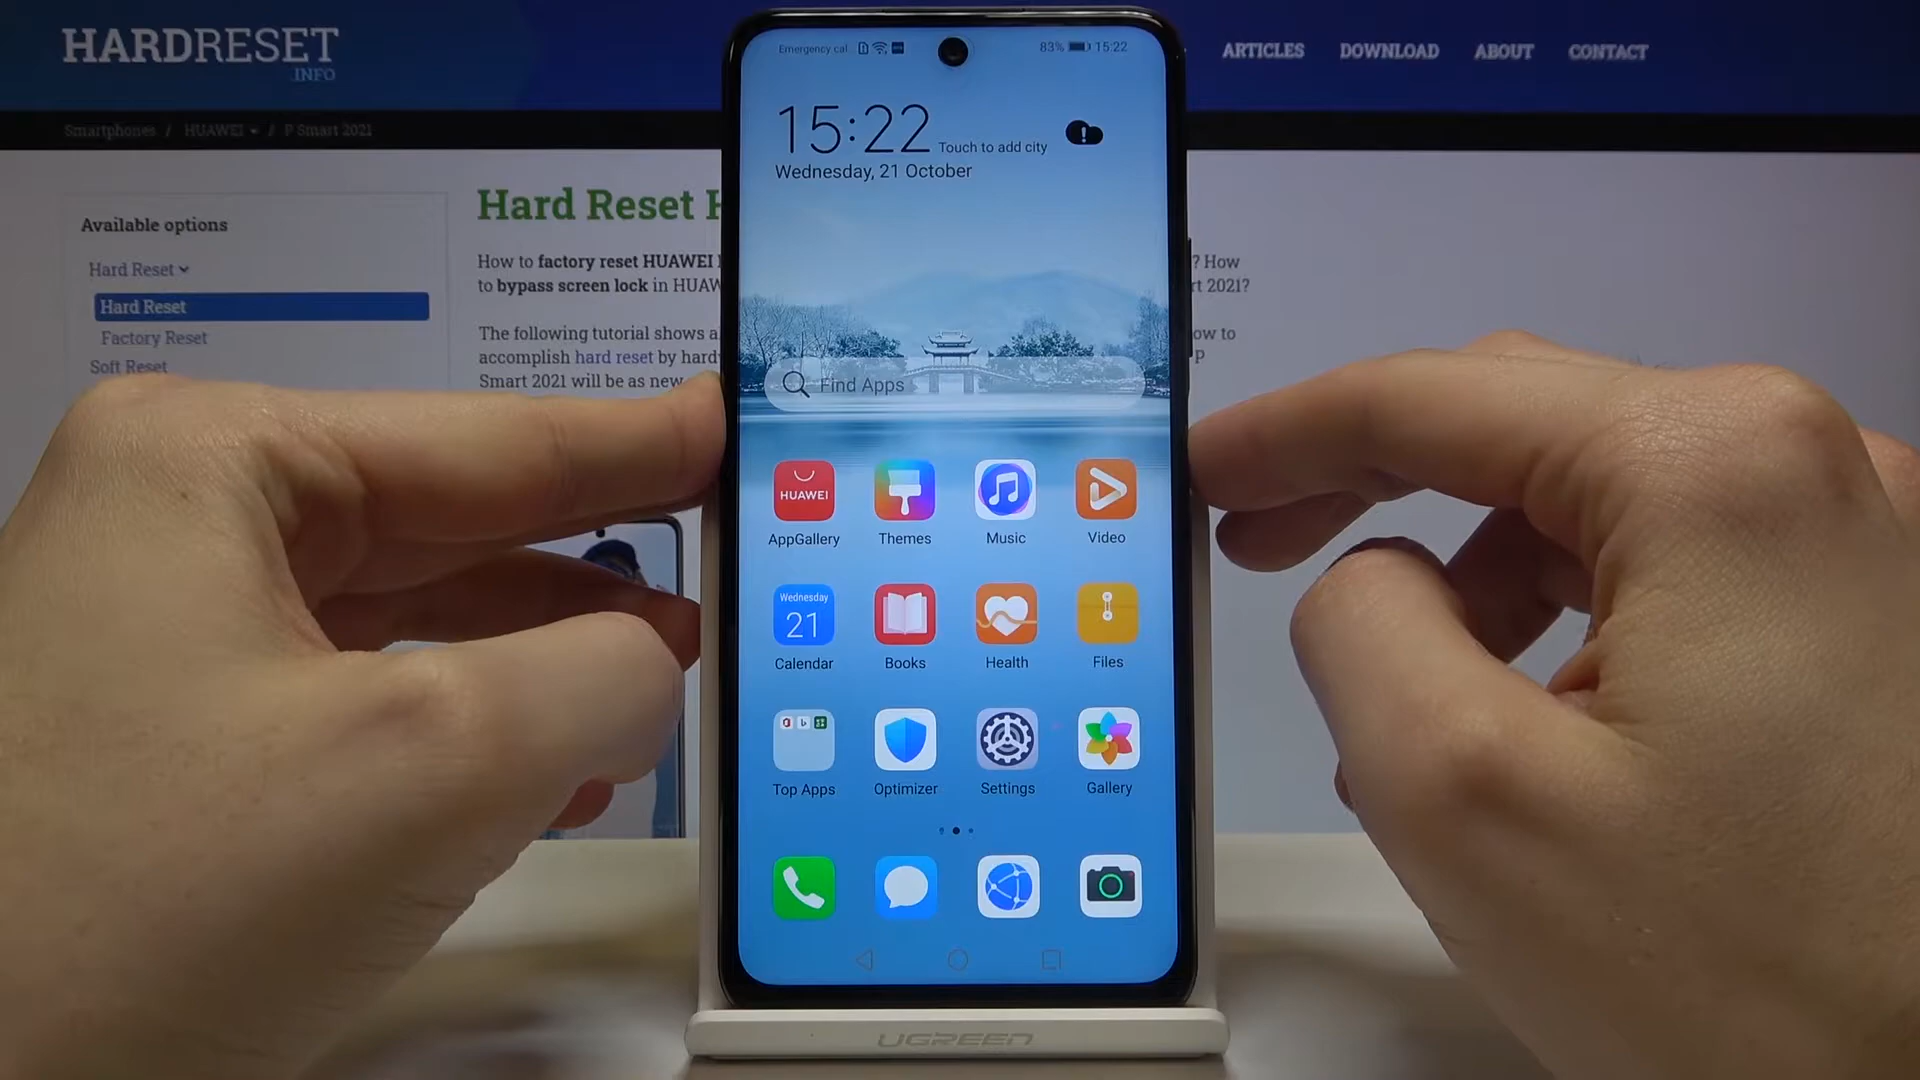 HARDRESET
.INFO
ARTICLES DOWNLOAD ABOUT CONTACT
Smartphones / HUAWEI / P Smart 2021
Available options
Hard Reset
Hard Reset
Factory Reset
Soft Reset
Hard Reset H
How to factory reset HUAWEI
? How
to bypass screen lock in HUAW
rt 2021?
The following tutorial shows a
ow to
accomplish hard reset by hard
P
Smart 2021 will be as new
Emergency cal
83% 15:22
15:22
Touch to add city
Wednesday, 21 October
Find Apps
HUAWEI
AppGallery Themes Music Video
Wednesday
21
Calendar Books Health Files
Top Apps Optimizer Settings Gallery
UGREEN